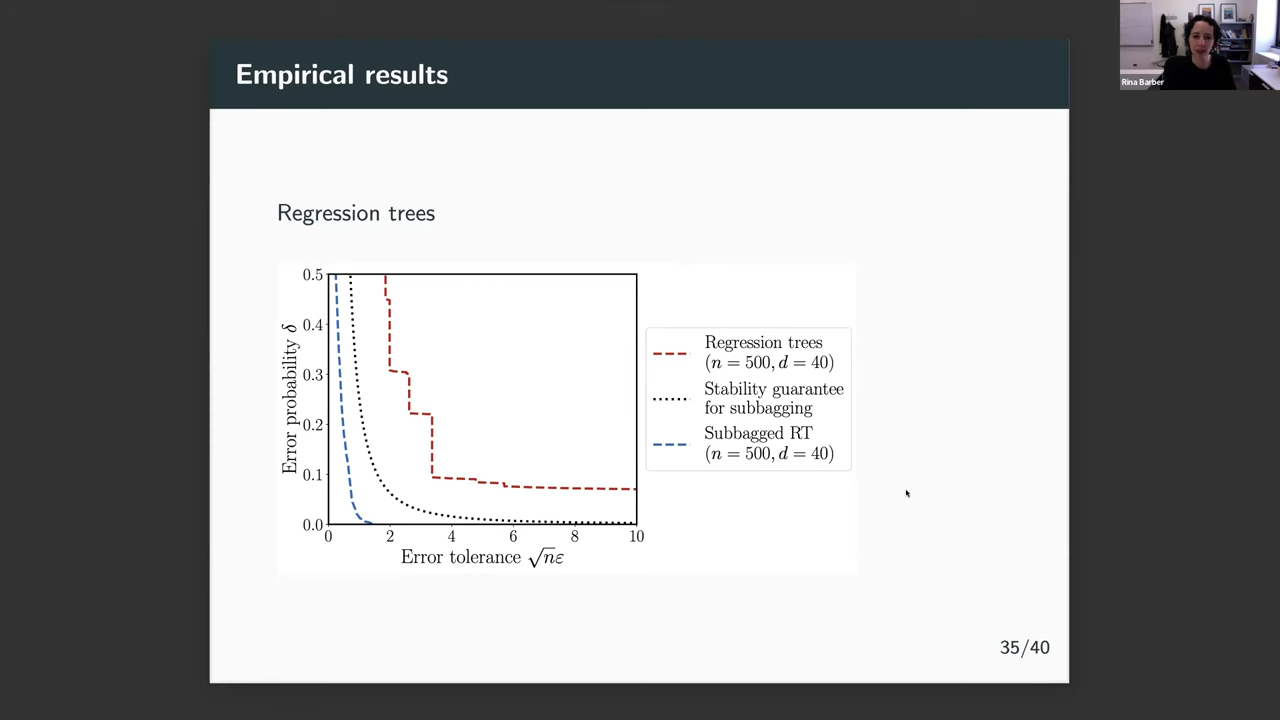 Empirical results
Rina Barber
Regression trees
Error probability δ
0.5
0.4
0.3
0.2
0.1
0.0
0 2 4 6 8 10
Error tolerance √nε
Regression trees
(n = 500, d = 40)
Stability guarantee
for subbagging
Subbagged RT
(n = 500, d = 40)
35/40